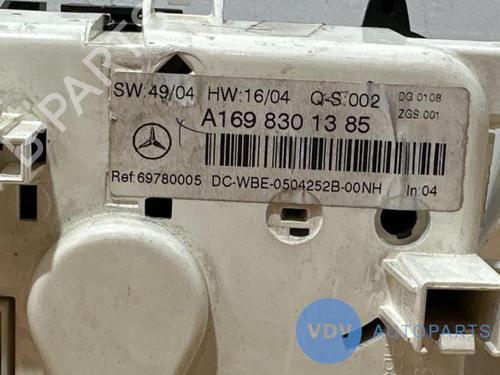 SW:49/04 HW:16/04 Q-S:002 DG 0108
ZGS:001
A169 830 13 85
Ref:69780005 DC-WBE-0504252B-00NH In:04
VDV AUTOPARTS